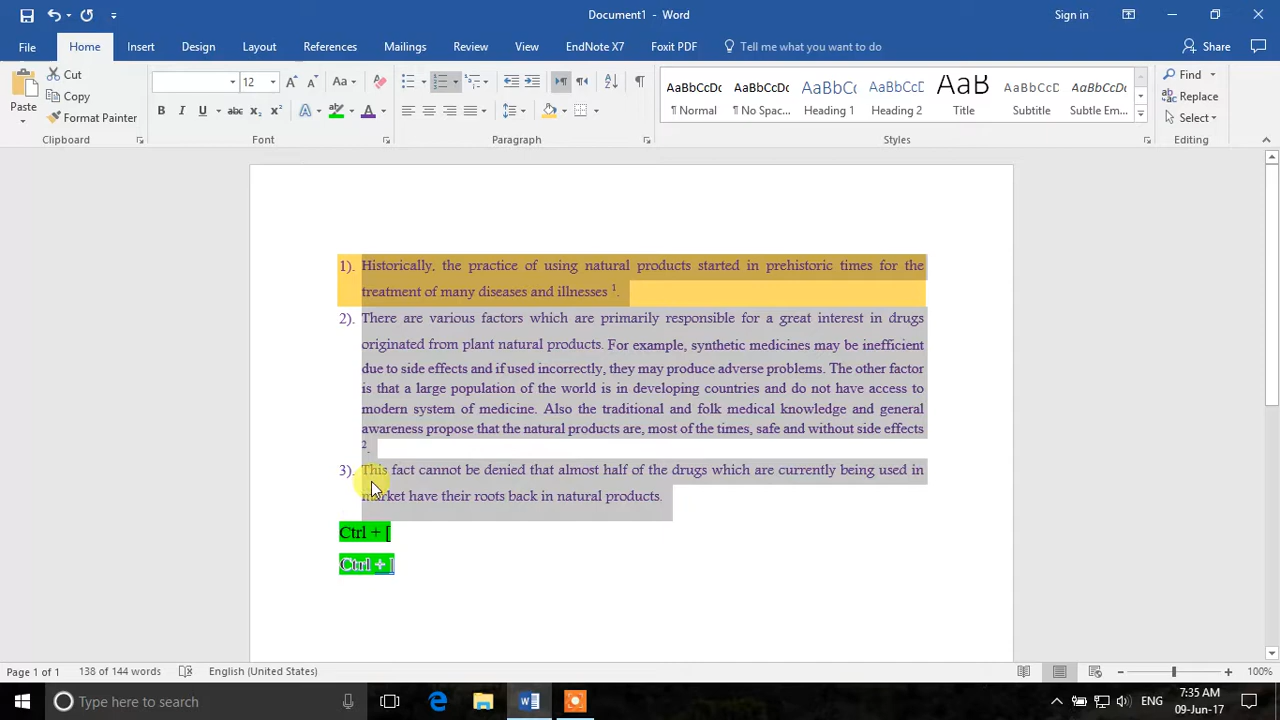 Document1 - Word
Sign in
File Home Insert Design Layout References Mailings Review View EndNote X7 Foxit PDF Tell me what you want to do Share
Paste
Cut
Copy
Format Painter
Clipboard
12
Font
Paragraph
AaBbCcDc AaBbCcDc AaBbCc AaBbCcD AaB AaBbCcD AaBbCcDc
¶ Normal ¶ No Spac... Heading 1 Heading 2 Title Subtitle Subtle Em...
Styles
Find
Replace
Select
Editing
1). Historically, the practice of using natural products started in prehistoric times for the
treatment of many diseases and illnesses 1.
2). There are various factors which are primarily responsible for a great interest in drugs
originated from plant natural products. For example, synthetic medicines may be inefficient
due to side effects and if used incorrectly, they may produce adverse problems. The other factor
is that a large population of the world is in developing countries and do not have access to
modern system of medicine. Also the traditional and folk medical knowledge and general
awareness propose that the natural products are, most of the times, safe and without side effects
2.
3). This fact cannot be denied that almost half of the drugs which are currently being used in
market have their roots back in natural products.
Ctrl + [
Ctrl + ]
Page 1 of 1 138 of 144 words English (United States) 100%
Type here to search
ENG
7:35 AM
09-Jun-17